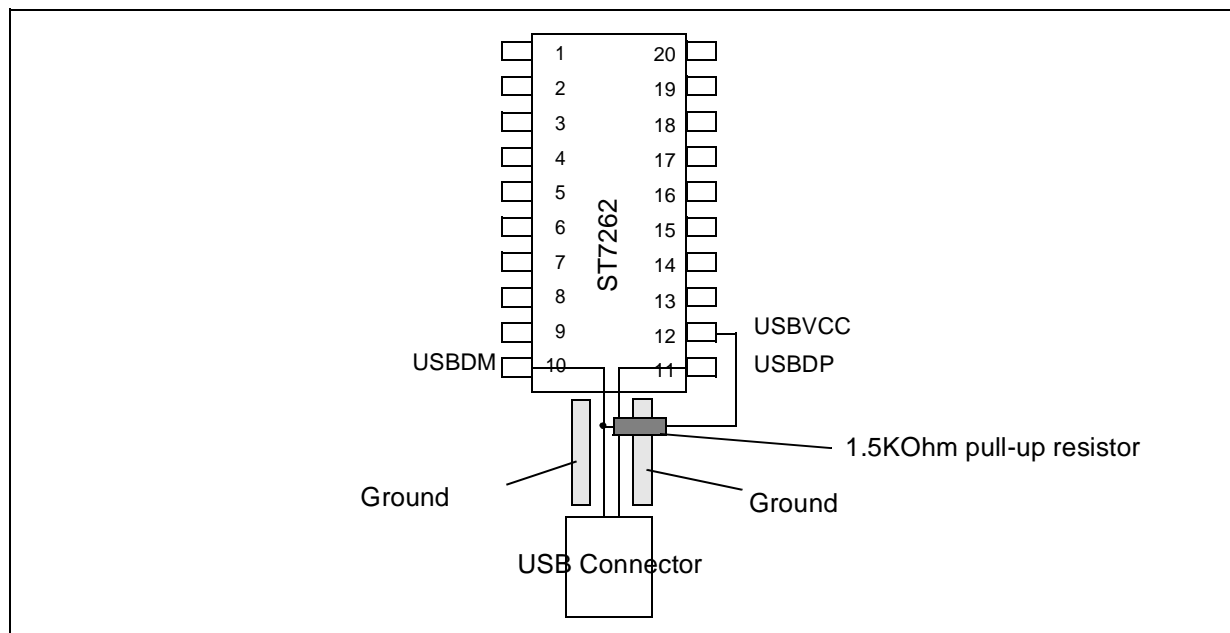 1 20
2 19
3 18
4 17
5 16
6 15
7 14
8 13
9 12
10 11
ST7262
USBVCC
USBDM
USBDP
1.5KOhm pull-up resistor
Ground
Ground
USB Connector